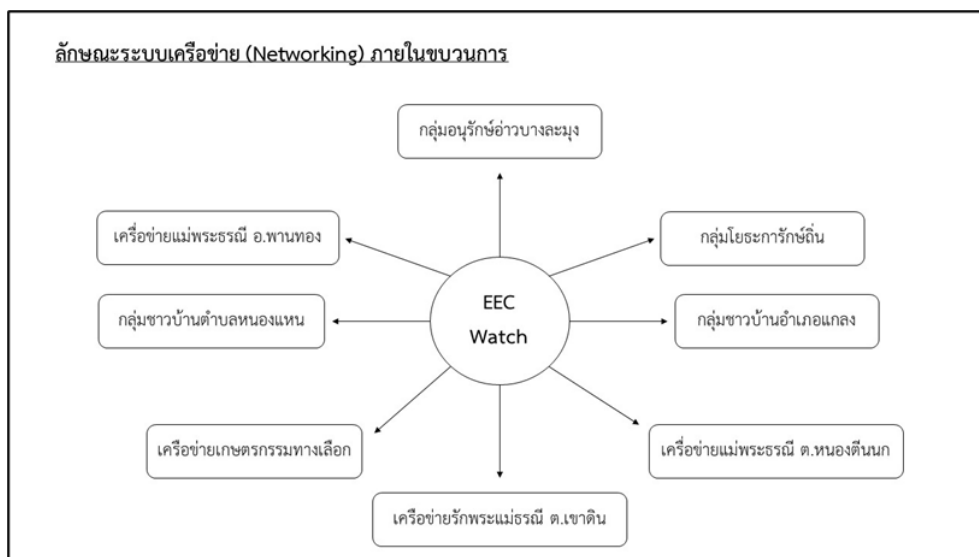 ลักษณะระบบเครือข่าย (Networking) ภายในขบวนการ
กลุ่มอนุรักษ์อ่าวบางละมุง
เครื่อข่ายแม่พระธรณี อ.พานทอง
กลุ่มโยธะการักษ์ถิ่น
EEC
Watch
กลุ่มชาวบ้านตำบลหนองแหน
กลุ่มชาวบ้านอำเภอแกลง
เครือข่ายเกษตรกรรมทางเลือก
เครื่อข่ายแม่พระธรณี ต.หนองตีนนก
เครือข่ายรักพระแม่ธรณี ต.เขาดิน